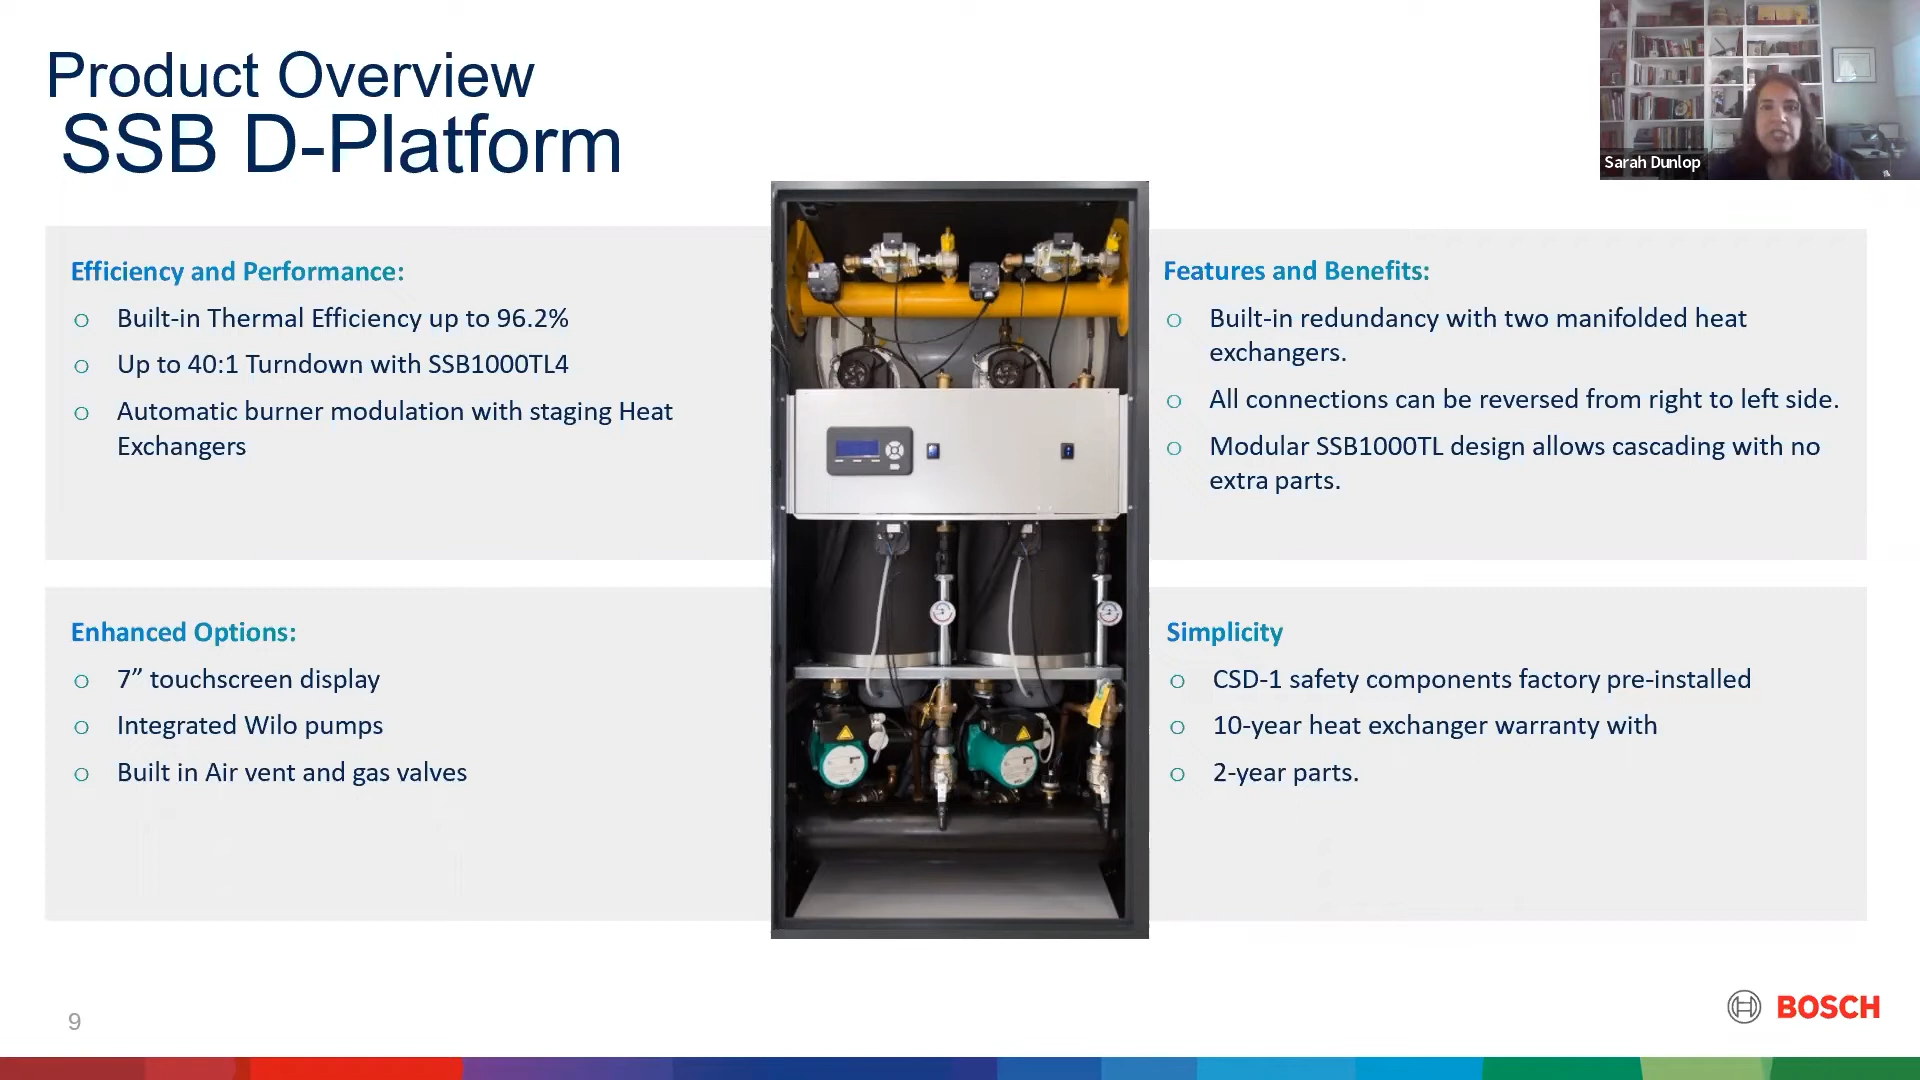 Product Overview
SSB D-Platform
Sarah Dunlop
Efficiency and Performance:
Built-in Thermal Efficiency up to 96.2%
Up to 40:1 Turndown with SSB1000TL4
Automatic burner modulation with staging Heat
Exchangers
Features and Benefits:
Built-in redundancy with two manifolded heat
exchangers.
All connections can be reversed from right to left side.
Modular SSB1000TL design allows cascading with no
extra parts.
Enhanced Options:
7” touchscreen display
Integrated Wilo pumps
Built in Air vent and gas valves
Simplicity
CSD-1 safety components factory pre-installed
10-year heat exchanger warranty with
2-year parts.
9
BOSCH